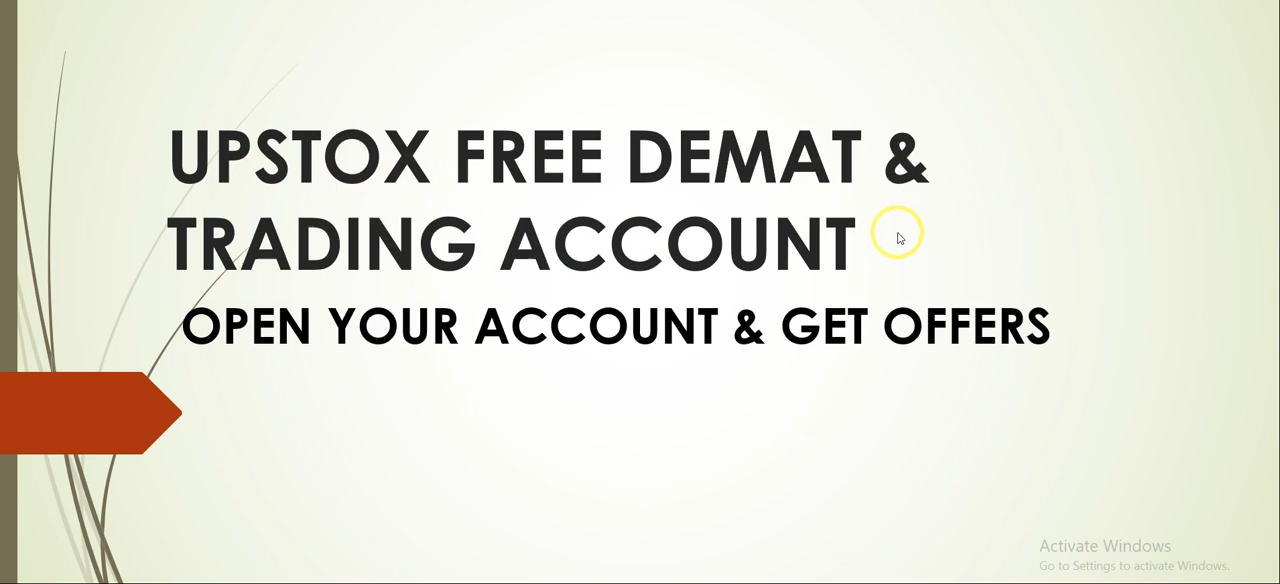 UPSTOX FREE DEMAT &
TRADING ACCOUNT
OPEN YOUR ACCOUNT & GET OFFERS
Activate Windows
Go to Settings to activate Windows.